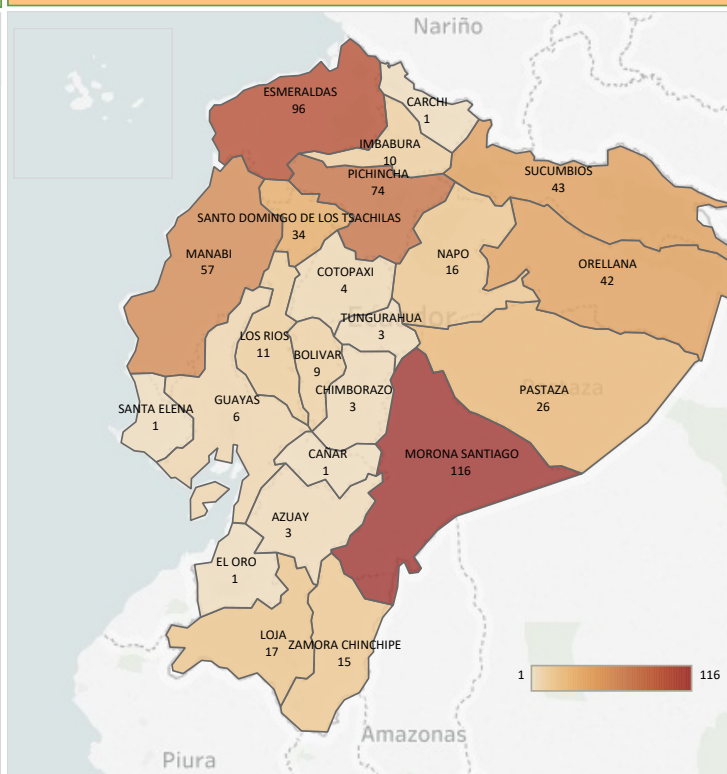 Nariño
ESMERALDAS
96
CARCHI
1
IMBABURA
10
PICHINCHA
74
SUCUMBIOS
43
SANTO DOMINGO DE LOS TSACHILAS
34
MANABI
57
NAPO
16
ORELLANA
42
COTOPAXI
4
Ecuador
TUNGURAHUA
3
LOS RIOS
11
BOLIVAR
9
CHIMBORAZO
3
Pastaza
PASTAZA
26
SANTA ELENA
1
GUAYAS
6
CAÑAR
1
MORONA SANTIAGO
116
AZUAY
3
EL ORO
1
LOJA
17
ZAMORA CHINCHIPE
15
1 116
Amazonas
Piura